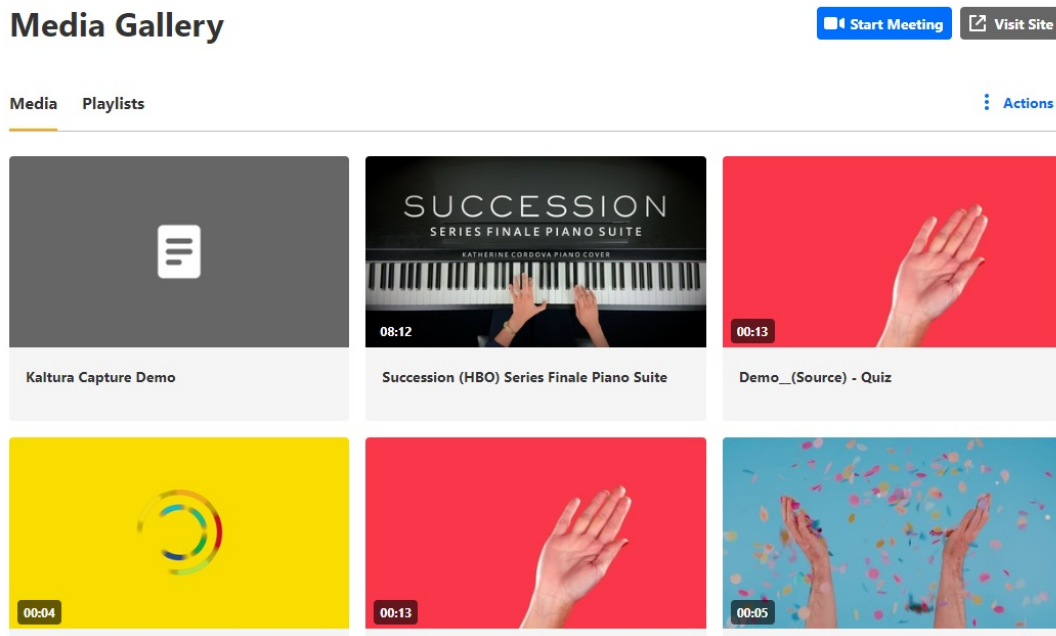 Media Gallery
Start Meeting
Visit Site
Media
Playlists
Actions
SUCCESSION
SERIES FINALE PIANO SUITE
KATHERINE CORDOVA PIANO COVER
08:12
00:13
Kaltura Capture Demo
Succession (HBO) Series Finale Piano Suite
Demo__(Source) - Quiz
00:04
00:13
00:05